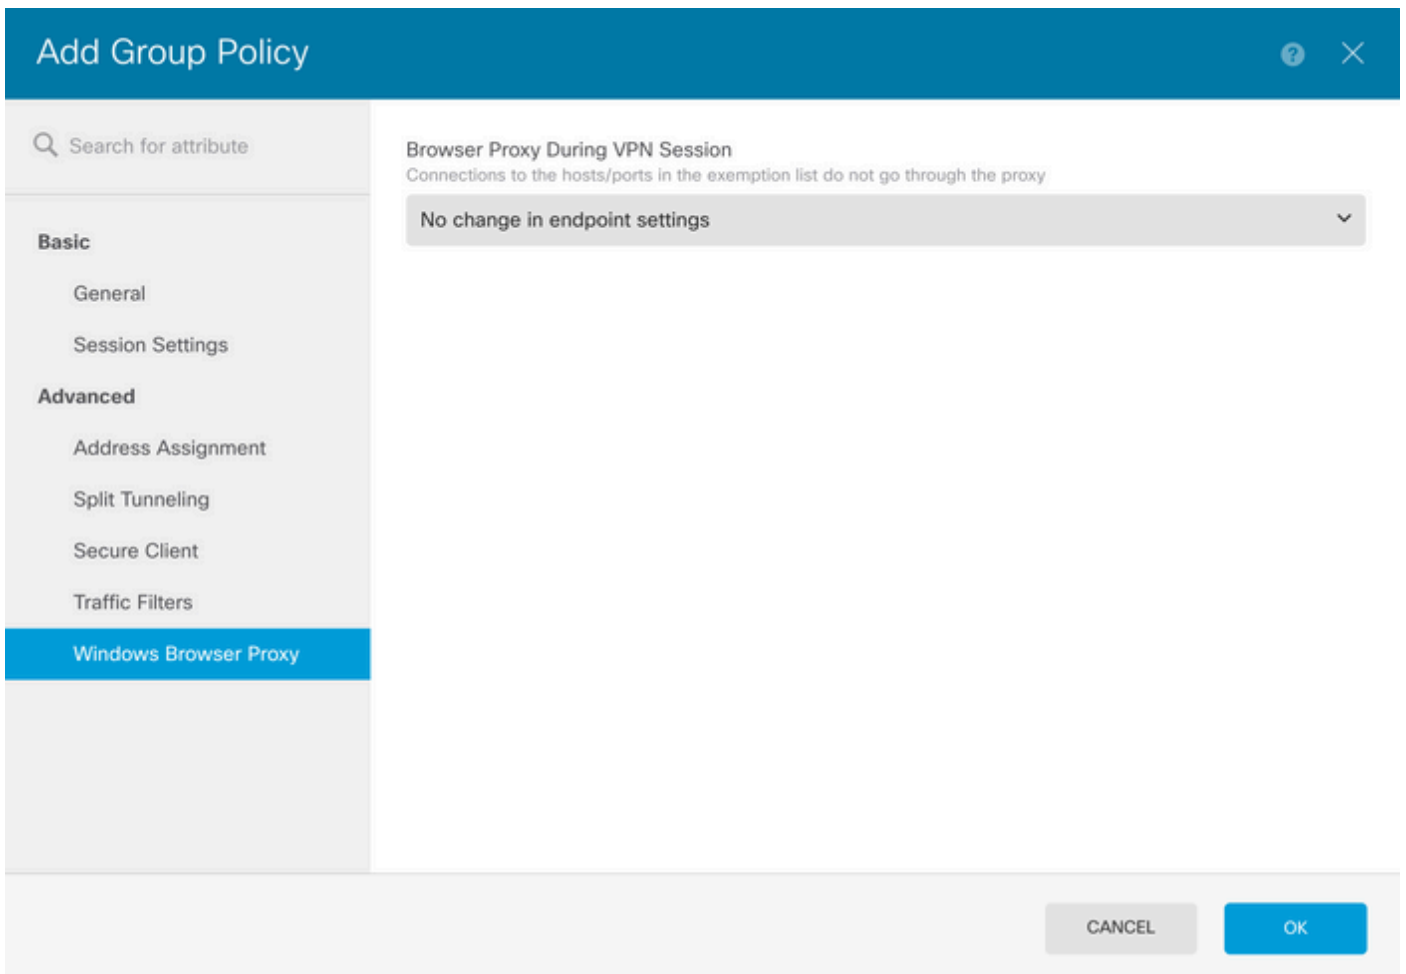 Add Group Policy
?
Search for attribute
Basic
General
Session Settings
Advanced
Address Assignment
Split Tunneling
Secure Client
Traffic Filters
Windows Browser Proxy
Browser Proxy During VPN Session
Connections to the hosts/ports in the exemption list do not go through the proxy
No change in endpoint settings
CANCEL
OK